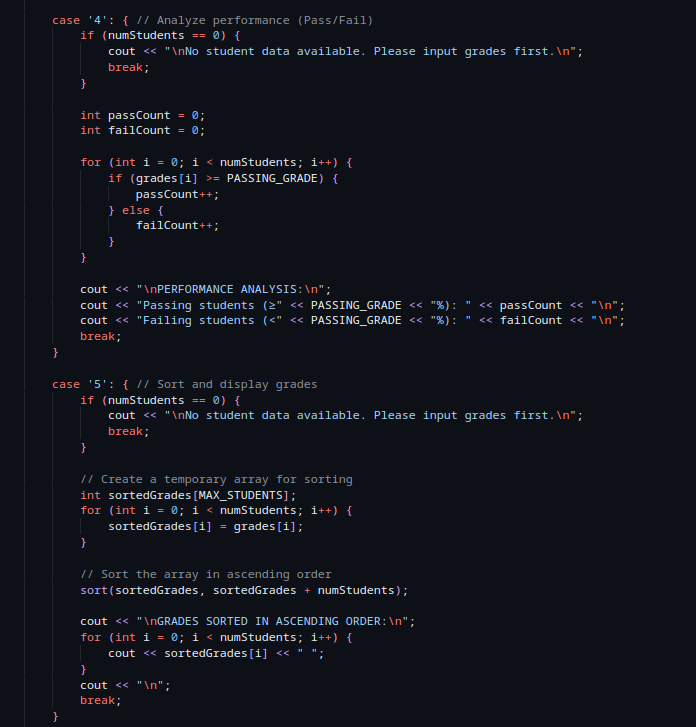 case '4': { // Analyze performance (Pass/Fail)
if (numStudents == 0) {
cout << "\nNo student data available. Please input grades first.\n";
break;
}
int passCount = 0;
int failCount = 0;
for (int i = 0; i < numStudents; i++) {
if (grades[i] >= PASSING_GRADE) {
passCount++;
} else {
failCount++;
}
}
cout << "\nPERFORMANCE ANALYSIS:\n";
cout << "Passing students (≥" << PASSING_GRADE << "%): " << passCount << "\n";
cout << "Failing students (<" << PASSING_GRADE << "%): " << failCount << "\n";
break;
}
case '5': { // Sort and display grades
if (numStudents == 0) {
cout << "\nNo student data available. Please input grades first.\n";
break;
}
// Create a temporary array for sorting
int sortedGrades[MAX_STUDENTS];
for (int i = 0; i < numStudents; i++) {
sortedGrades[i] = grades[i];
}
// Sort the array in ascending order
sort(sortedGrades, sortedGrades + numStudents);
cout << "\nGRADES SORTED IN ASCENDING ORDER:\n";
for (int i = 0; i < numStudents; i++) {
cout << sortedGrades[i] << " ";
}
cout << "\n";
break;
}